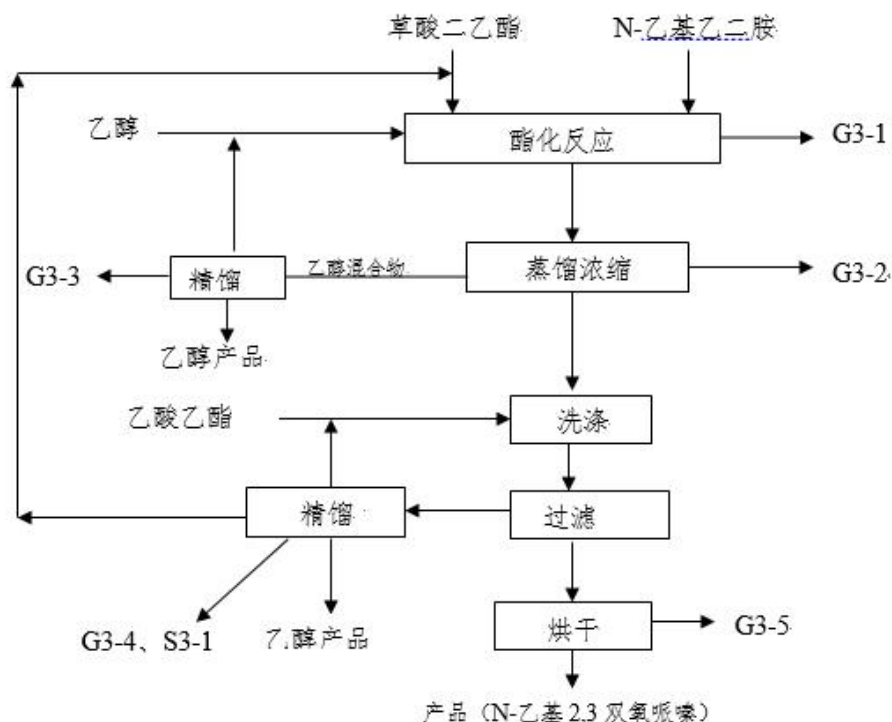 草酸二乙酯 N-乙基乙二胺
乙醇
酯化反应
G3-1
G3-3
精馏
乙醇混合物
蒸馏浓缩
G3-2
乙醇产品
乙酸乙酯
洗涤
精馏
过滤
G3-4、S3-1
乙醇产品
烘干
G3-5
产品（N-乙基2,3双氧哌嗪）